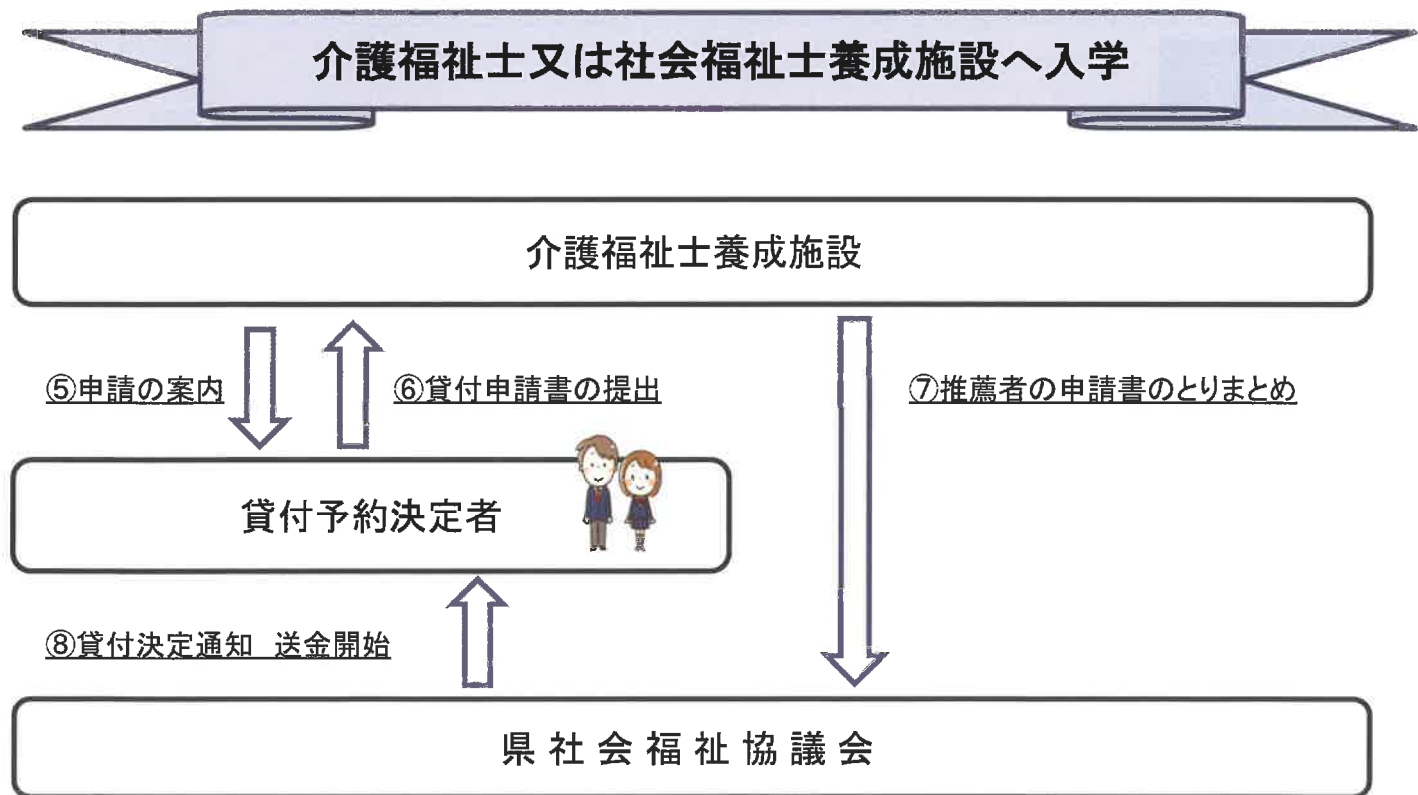 介護福祉士又は社会福祉士養成施設へ入学
介護福祉士養成施設
⑤申請の案内
⑥貸付申請書の提出
⑦推薦者の申請書のとりまとめ
貸付予約決定者
⑧貸付決定通知　送金開始
県社会福祉協議会